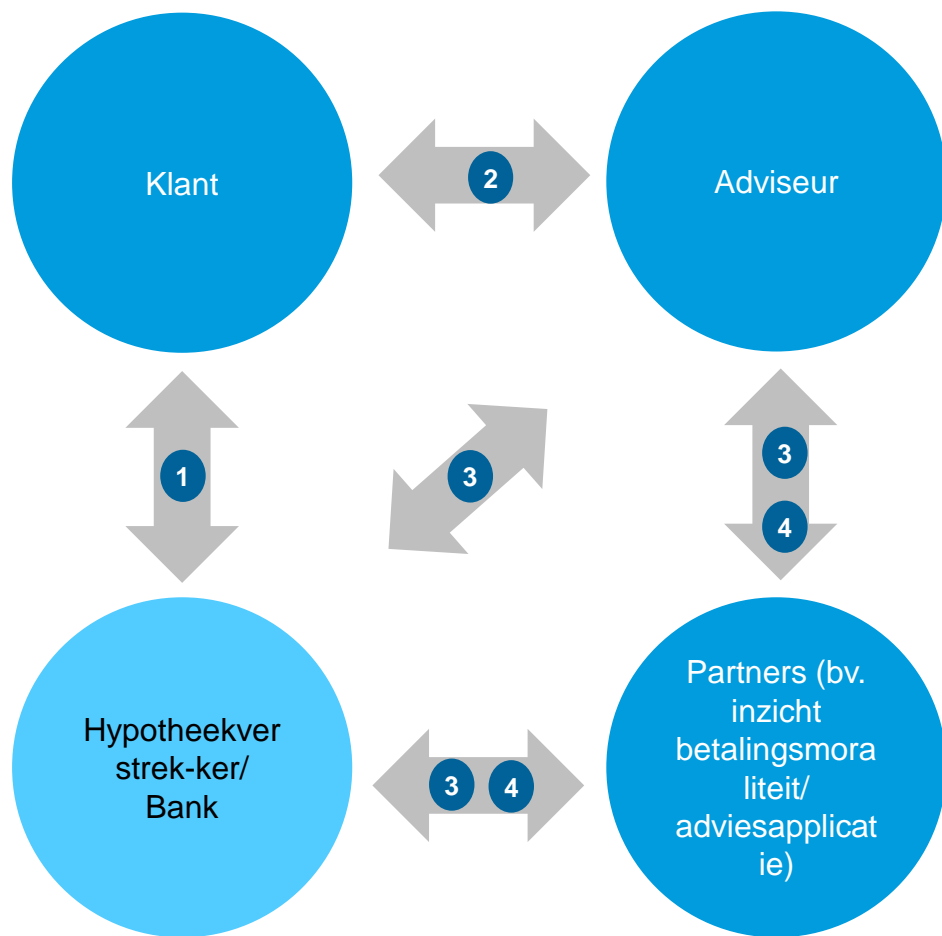 Klant
2
Adviseur
1
3
3
4
Hypotheekver
strek-ker/
Bank
3
4
Partners (bv.
inzicht
betalingsmora
liteit/
adviesapplicat
ie)